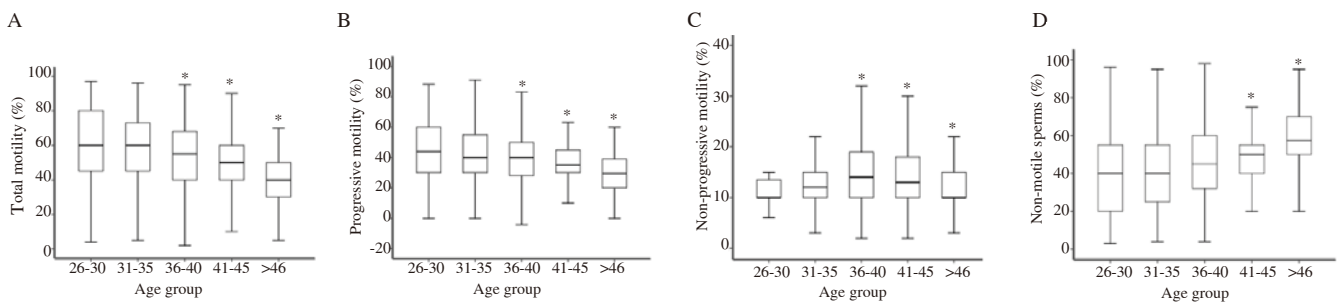 A
Total motility (%)
100
80
60
40
20
0
*
*
*
26-30 31-35 36-40 41-45 >46
Age group
B
Progressive motility (%)
100
80
60
40
20
0
-20
*
*
*
26-30 31-35 36-40 41-45 >46
Age group
C
Non-progressive motility (%)
40
30
20
10
0
*
*
*
26-30 31-35 36-40 41-45 >46
Age group
D
Non-motile sperms (%)
100
80
60
40
20
0
*
*
26-30 31-35 36-40 41-45 >46
Age group